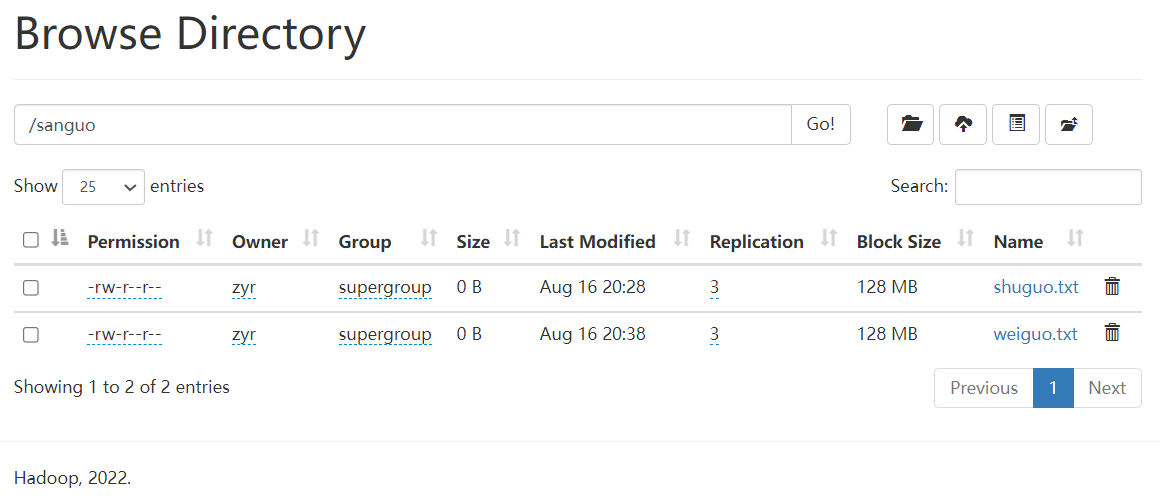 Browse Directory
/sanguo Go!
Show 25 entries Search:
Permission Owner Group Size Last Modified Replication Block Size Name
-rw-r--r-- zyr supergroup 0 B Aug 16 20:28 3 128 MB shuguo.txt
-rw-r--r-- zyr supergroup 0 B Aug 16 20:38 3 128 MB weiguo.txt
Showing 1 to 2 of 2 entries Previous 1 Next
Hadoop, 2022.